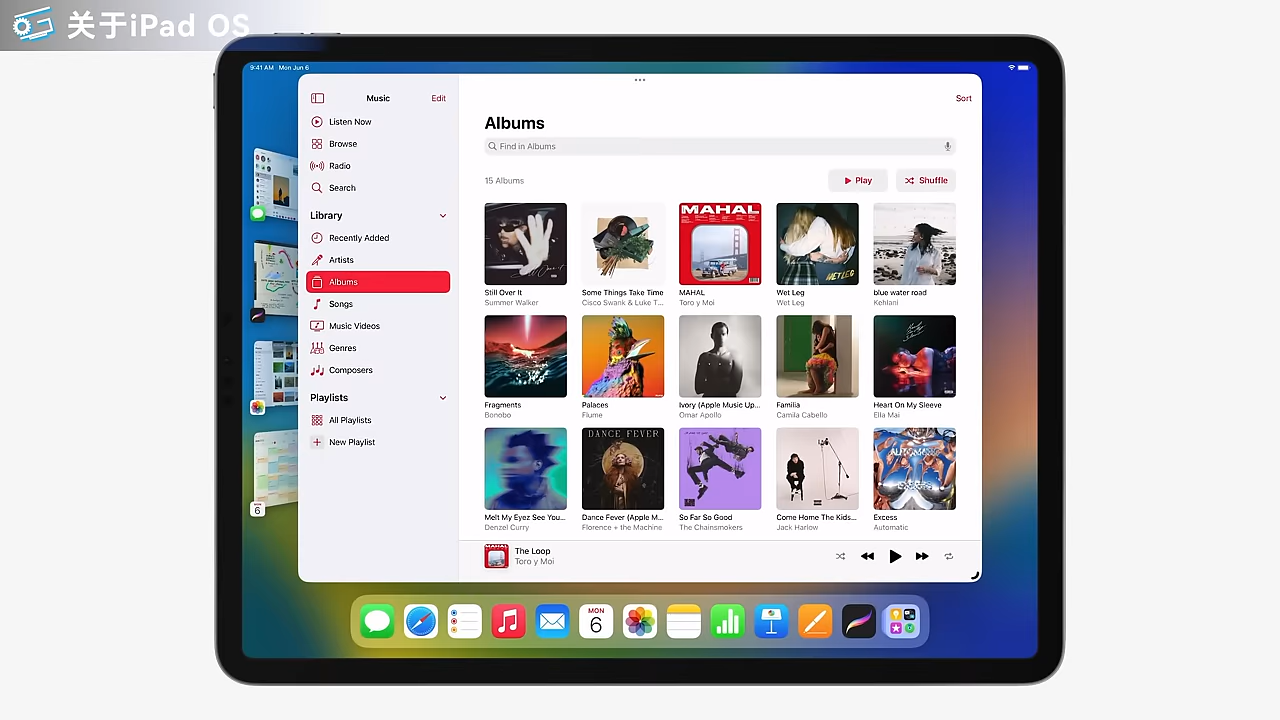 关于iPad OS
9:41 AM Mon Jun 6
Music
Edit
Listen Now
Browse
Radio
Search
Library
Recently Added
Artists
Albums
Songs
Music Videos
Genres
Composers
Playlists
All Playlists
New Playlist
Sort
Albums
Find in Albums
15 Albums
Play
Shuffle
MAHAL
WET LEG
Still Over It
Some Things Take Time
MAHAL
Wet Leg
blue water road
Summer Walker
Cisco Swank & Luke T...
Toro y Moi
Wet Leg
Kehlani
Fragments
Palaces
Ivory (Apple Music Up...
Familia
Heart On My Sleeve
Bonobo
Flume
Omar Apollo
Camila Cabello
Ella Mai
DANCE FEVER
Melt My Eyez See You...
Dance Fever (Apple M...
So Far So Good
Come Home The Kids...
Excess
Denzel Curry
Florence + the Machine
The Chainsmokers
Jack Harlow
Automatic
The Loop
Toro y Moi
6
MON
6